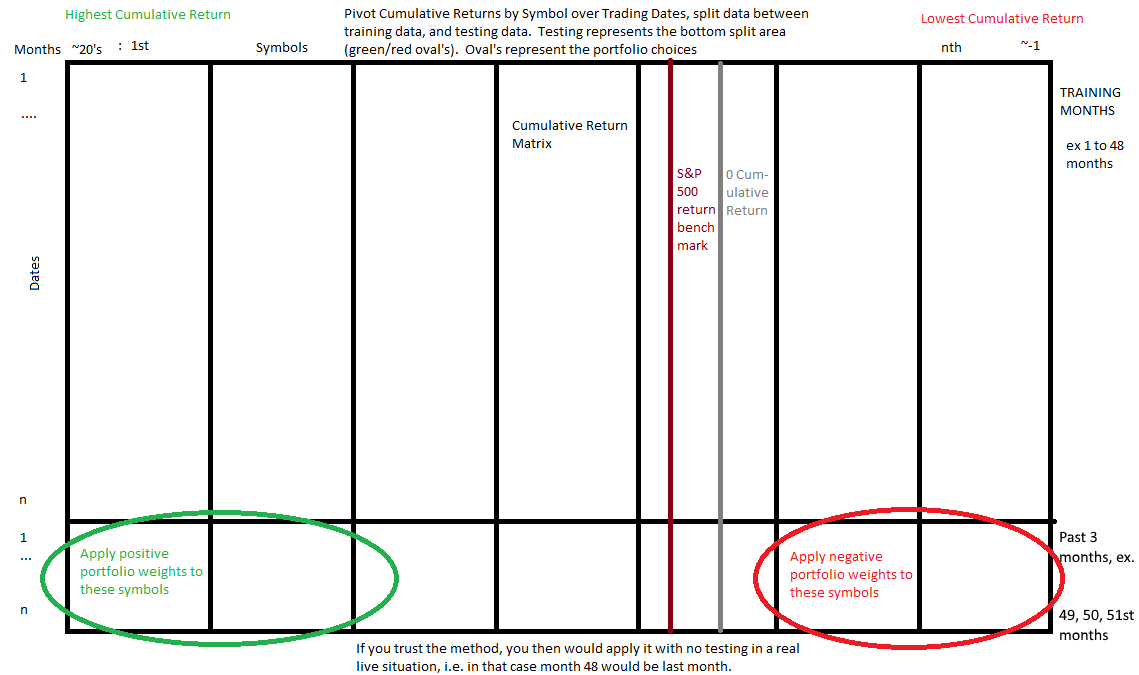 Highest Cumulative Return
Pivot Cumulative Returns by Symbol over Trading Dates, split data between
training data, and testing data.  Testing represents the bottom split area
(green/red oval's).  Oval's represent the portfolio choices
Lowest Cumulative Return
Months ~20's : 1st
Symbols
nth
~-1
1
....
Dates
n
Cumulative Return
Matrix
S&P
500
return
bench
mark
0 Cum-
ulative
Return
TRAINING
MONTHS
ex 1 to 48
months
1
...
n
Apply positive
portfolio weights to
these symbols
Apply negative
portfolio weights to
these symbols
Past 3
months, ex.
49, 50, 51st
months
If you trust the method, you then would apply it with no testing in a real
live situation, i.e. in that case month 48 would be last month.